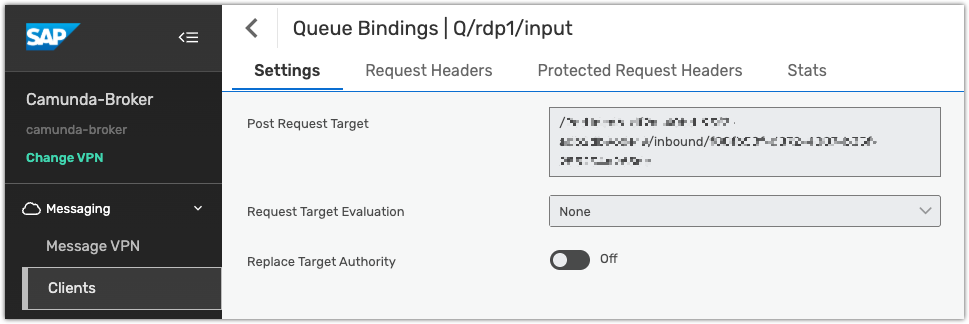 SAP
Queue Bindings | Q/rdp1/input
Settings
Request Headers
Protected Request Headers
Stats
Camunda-Broker
camunda-broker
Change VPN
Messaging
Message VPN
Clients
Post Request Target
/inbound/
Request Target Evaluation
None
Replace Target Authority
Off